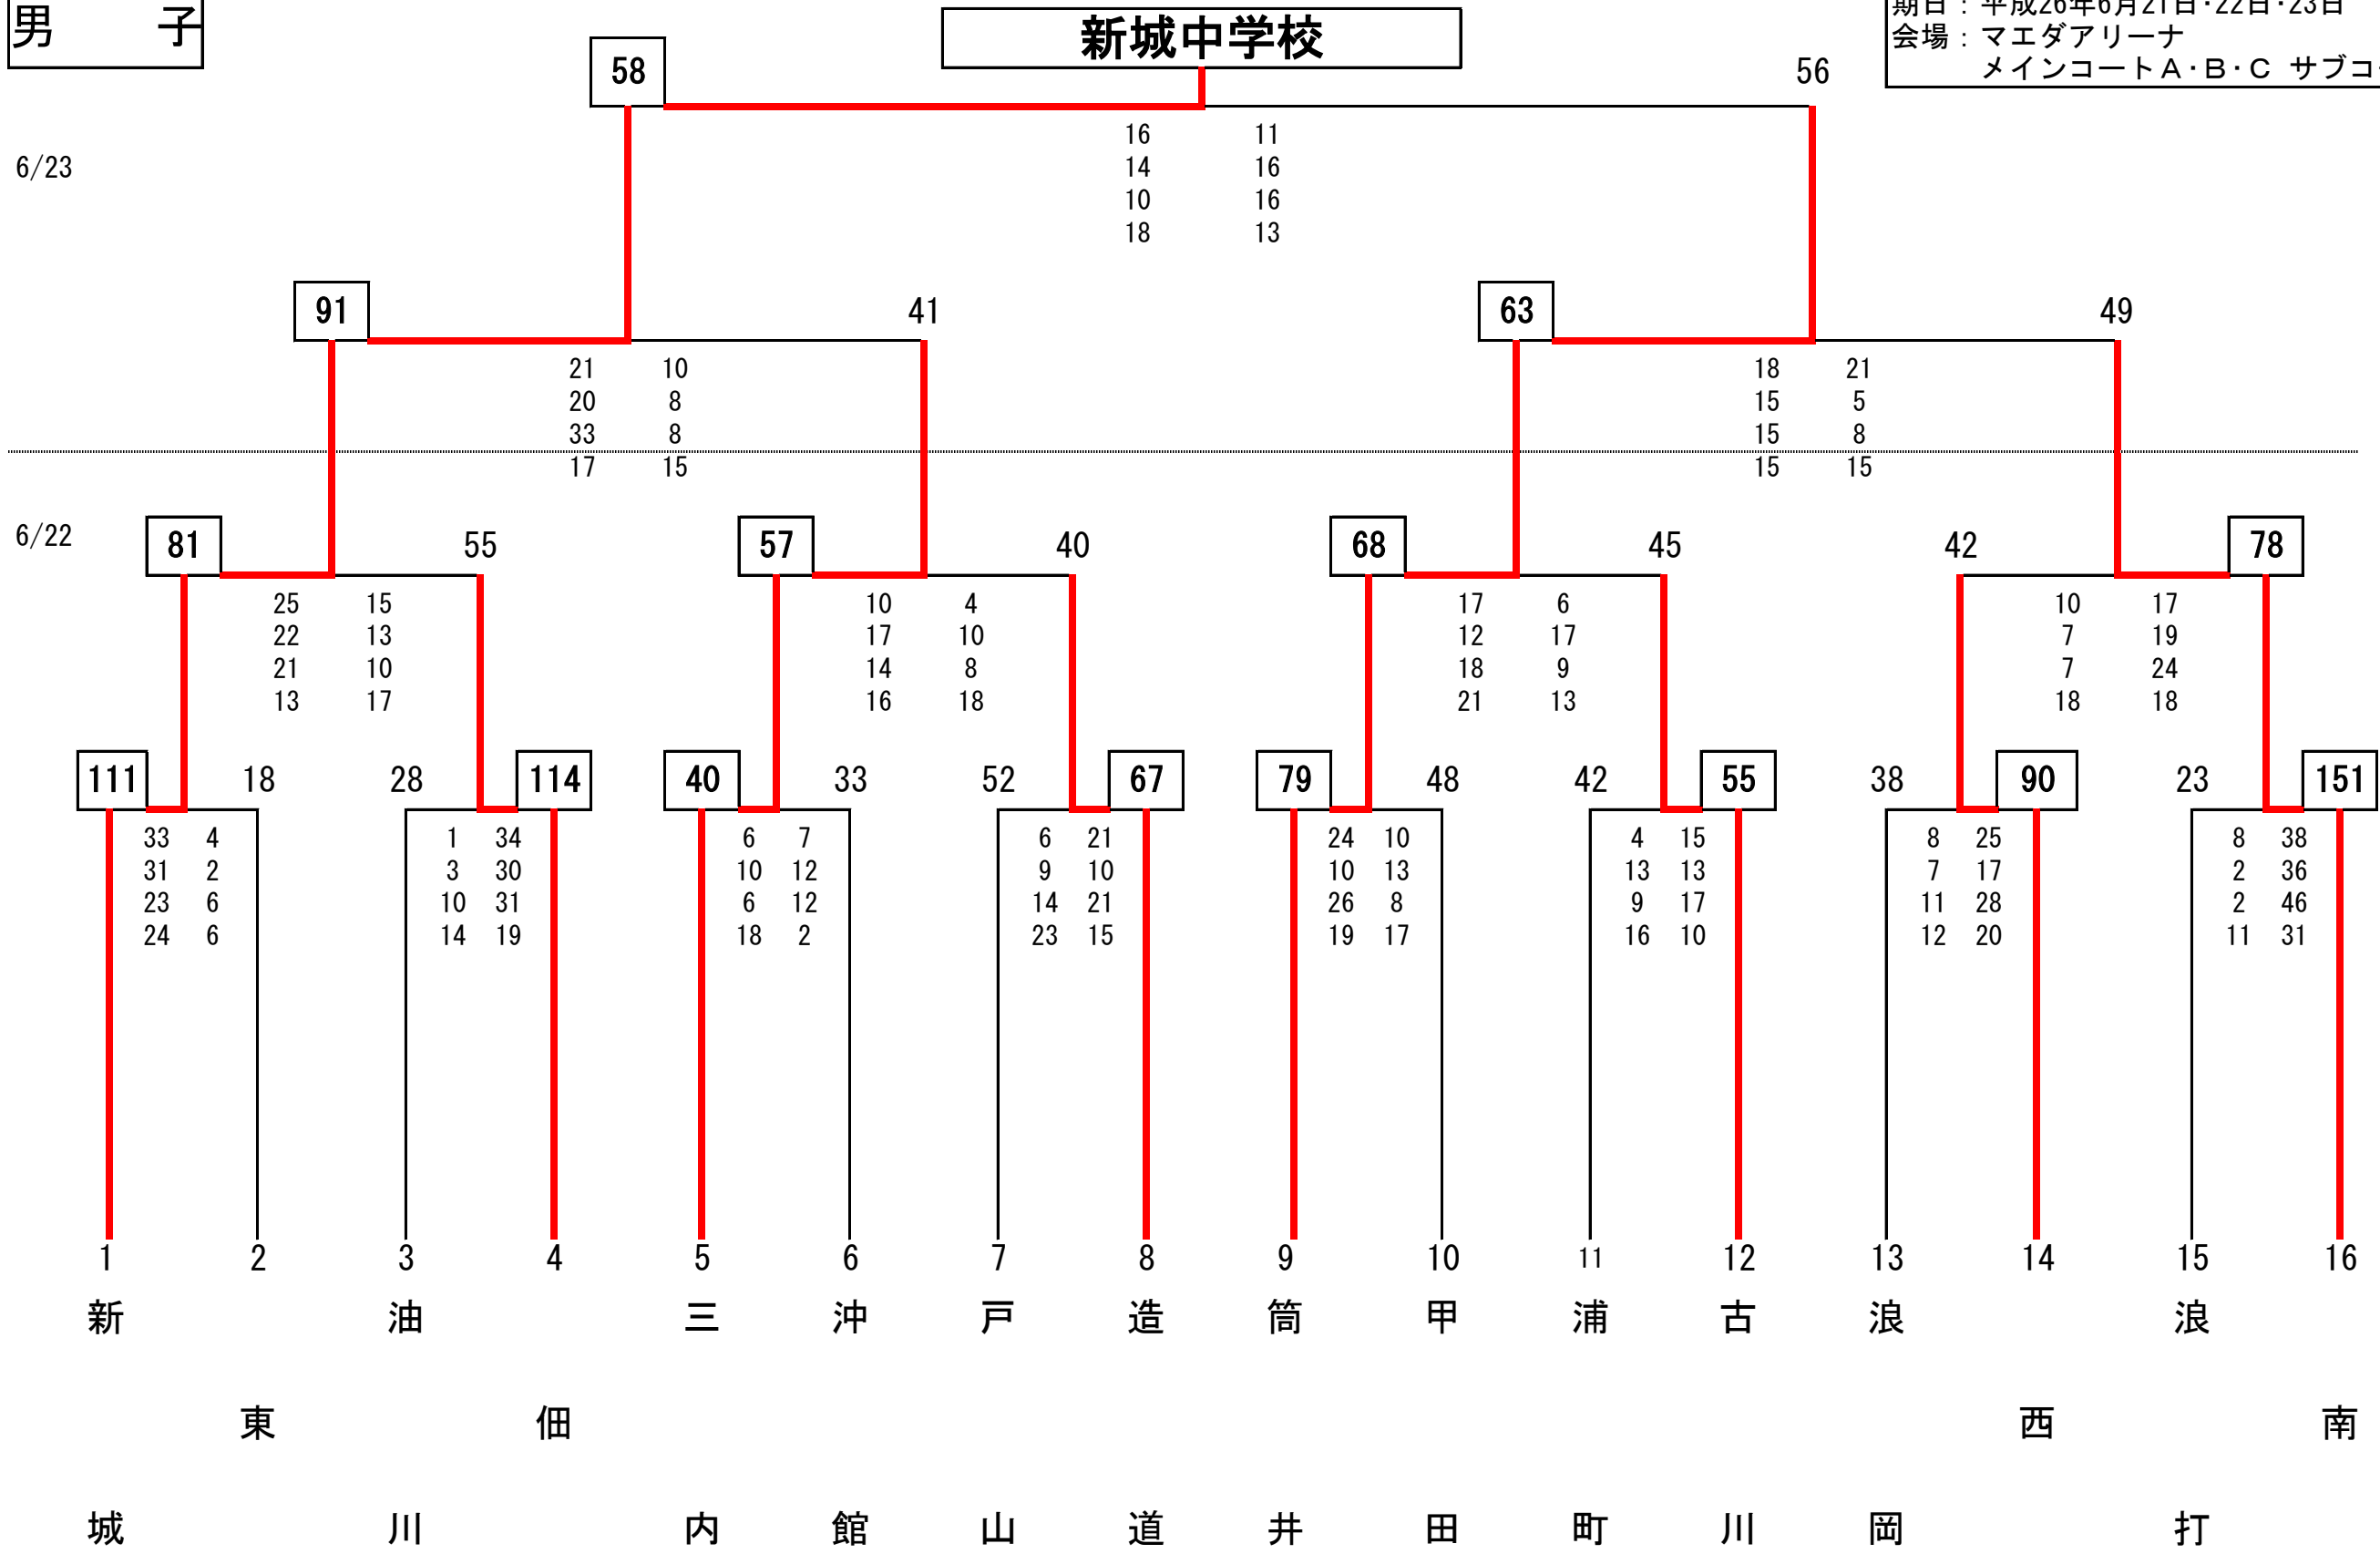 男 子
新城中学校
期日：平成26年6月21日･22日･23日
会場：マエダアリーナ
メインコートＡ･Ｂ･Ｃ サブコ
58 56
16 11
14 16
10 16
18 13
6/23
91 41 63 49
21 10 18 21
20 8 15 5
33 8 15 8
17 15 15 15
6/22
81 55 57 40 68 45 42 78
25 15 10 4 17 6 10 17
22 13 17 10 12 17 7 19
21 10 14 8 18 9 7 24
13 17 16 18 21 13 18 18
111 18 28 114 40 33 52 67 79 48 42 55 38 90 23 151
33 4 1 34 6 7 6 21 24 10 4 15 8 25 8 38
31 2 3 30 10 12 9 10 10 13 13 13 7 17 2 36
23 6 10 31 6 12 14 21 26 8 9 17 11 28 2 46
24 6 14 19 18 2 23 15 19 17 16 10 12 20 11 31
1 2 3 4 5 6 7 8 9 10 11 12 13 14 15 16
新城
東
油川
佃
三内
沖館
戸山
造道
筒井
甲田
浦町
古川
浪岡
西
浪打
南